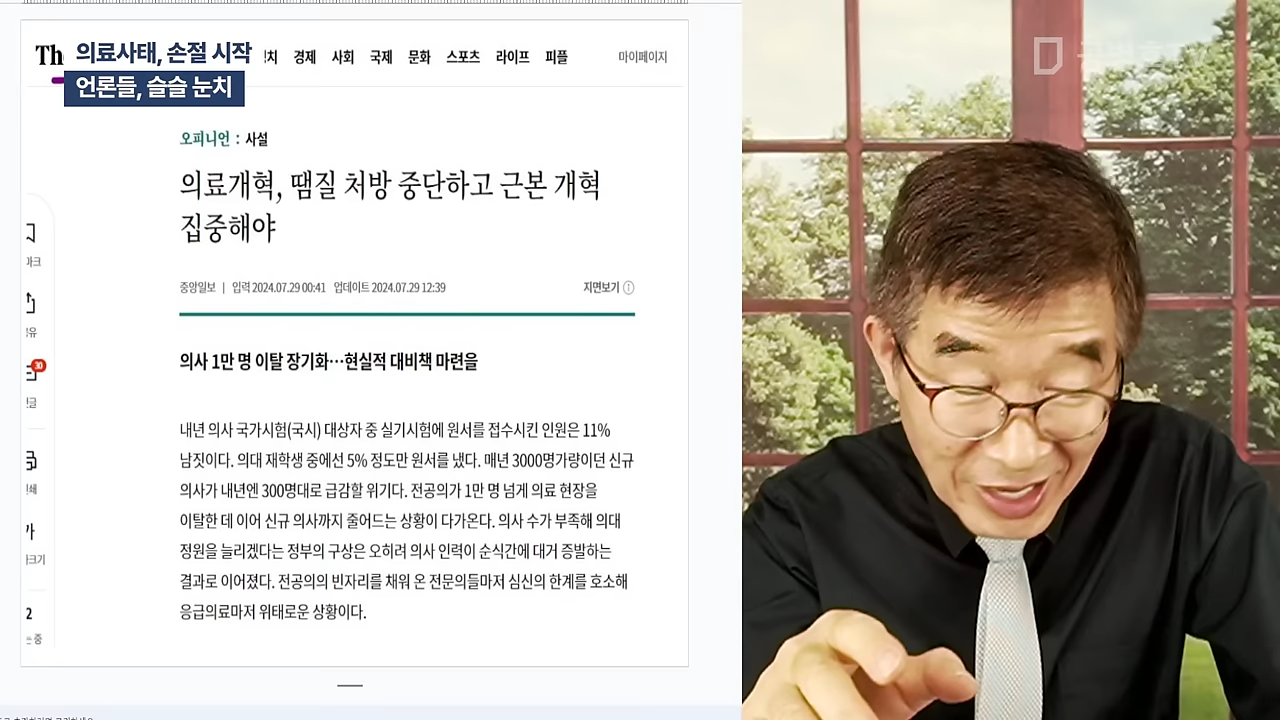 의료사태, 손절 시작
언론들, 슬슬 눈치
Th
경제 사회 국제 문화 스포츠 라이프 피플
마이페이지
오피니언 : 사설
의료개혁, 땜질 처방 중단하고 근본 개혁
집중해야
중앙일보 | 입력 2024.07.29 00:41 업데이트 2024.07.29 12:39
지면보기
의사 1만 명 이탈 장기화…현실적 대비책 마련을
30
내년 의사 국가시험(국시) 대상자 중 실기시험에 원서를 접수시킨 인원은 11%
남짓이다. 의대 재학생 중에선 5% 정도만 원서를 냈다. 매년 3000명가량이던 신규
의사가 내년엔 300명대로 급감할 위기다. 전공의가 1만 명 넘게 의료 현장을
이탈한 데 이어 신규 의사까지 줄어드는 상황이 다가온다. 의사 수가 부족해 의대
정원을 늘리겠다는 정부의 구상은 오히려 의사 인력이 순식간에 대거 증발하는
결과로 이어졌다. 전공의의 빈자리를 채워 온 전문의들마저 심신의 한계를 호소해
응급의료마저 위태로운 상황이다.
2